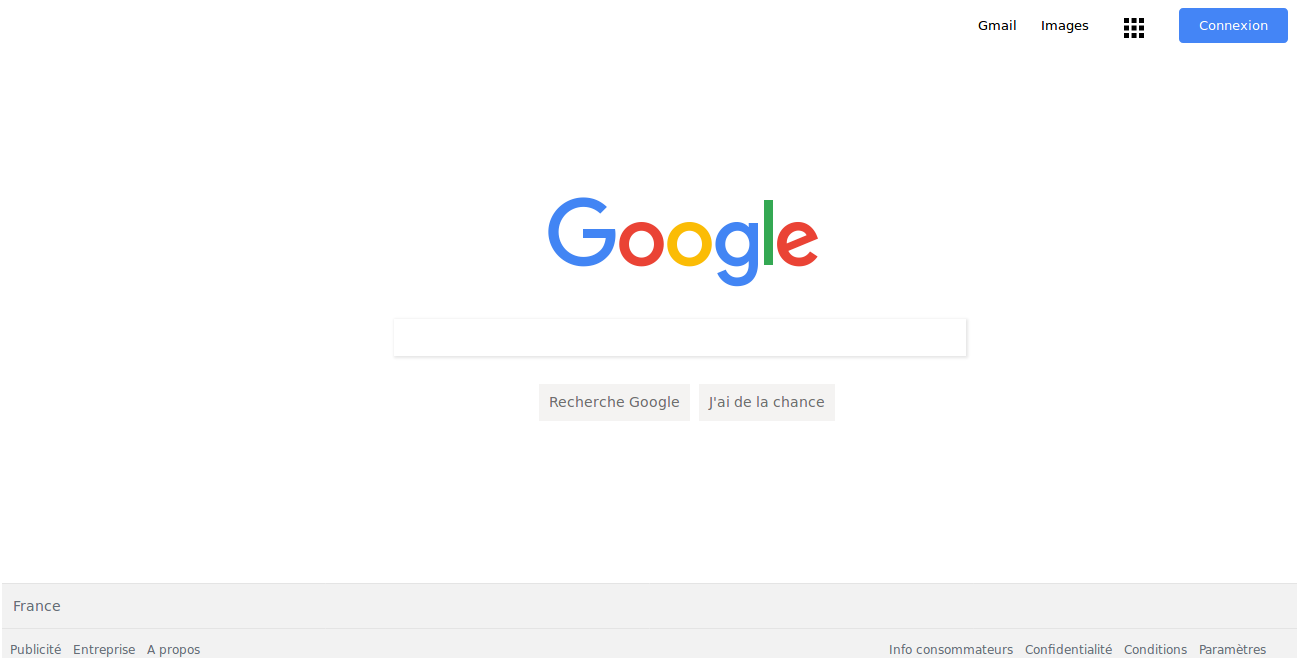 Gmail Images Connexion
Google
Recherche Google J'ai de la chance
France
Publicité Entreprise A propos Info consommateurs Confidentialité Conditions Paramètres